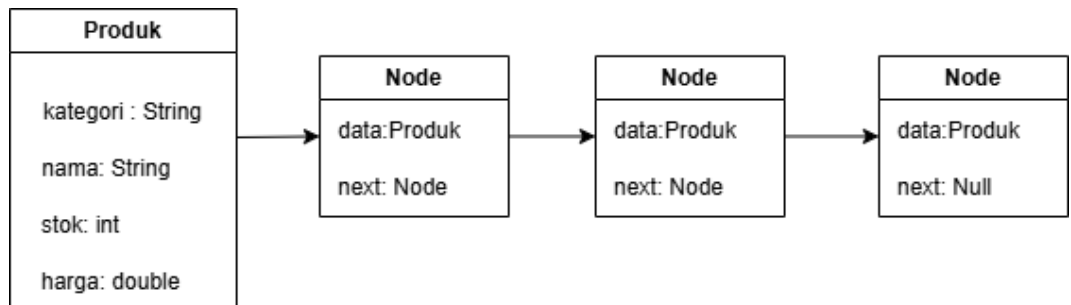 Produk
kategori : String
nama: String
stok: int
harga: double
Node
data:Produk
next: Node
Node
data:Produk
next: Node
Node
data:Produk
next: Null